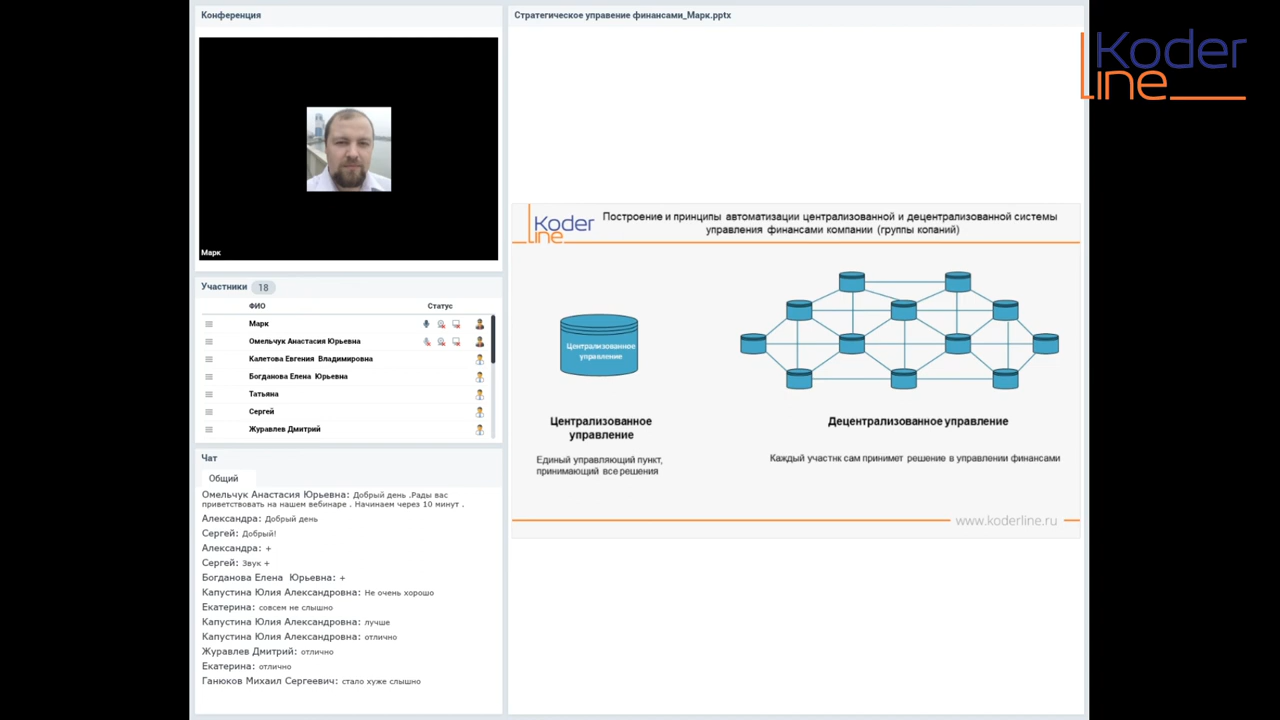 Конференция
Марк
Участники 18
ФИО Статус
Марк
Омельчук Анастасия Юрьевна
Калетова Евгения Владимировна
Богданова Елена Юрьевна
Татьяна
Сергей
Журавлев Дмитрий
Чат
Общий
Омельчук Анастасия Юрьевна: Добрый день .Рады вас
приветствовать на нашем вебинаре . Начинаем через 10 минут .
Александра: Добрый день
Сергей: Добрый!
Александра: +
Сергей: Звук +
Богданова Елена Юрьевна: +
Капустина Юлия Александровна: Не очень хорошо
Екатерина: совсем не слышно
Капустина Юлия Александровна: лучше
Капустина Юлия Александровна: отлично
Журавлев Дмитрий: отлично
Екатерина: отлично
Ганюков Михаил Сергеевич: стало хуже слышно
Стратегическое управение финансами_Марк.pptx
Koder
line
Koder
line
Построение и принципы автоматизации централизованной и децентрализованной системы
управления финансами компании (группы копаний)
Централизованное
управление
Централизованное
управление
Единый управляющий пункт,
принимающий все решения
Децентрализованное управление
Каждый участнк сам принимет решение в управлении финансами
www.koderline.ru